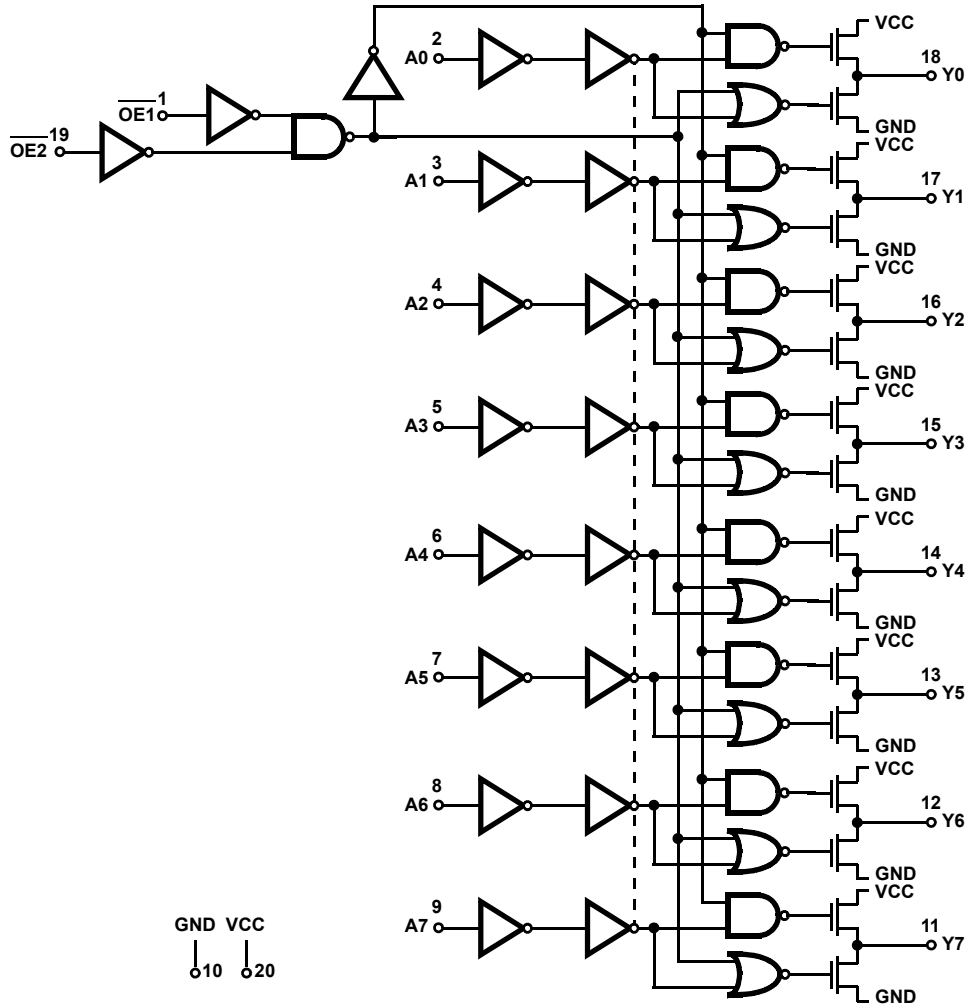 VCC
2
A0
18
Y0
OE1 1
OE2 19
GND
VCC
3
A1
17
Y1
GND
VCC
4
A2
16
Y2
GND
VCC
5
A3
15
Y3
GND
VCC
6
A4
14
Y4
GND
VCC
7
A5
13
Y5
GND
VCC
8
A6
12
Y6
GND
VCC
9
A7
11
Y7
GND
GND VCC
10 20